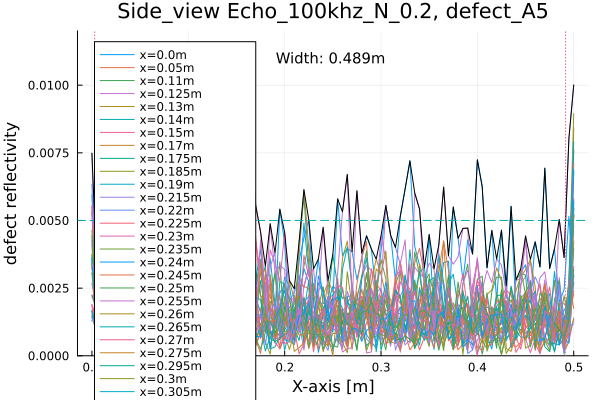 Side_view Echo_100khz_N_0.2, defect_A5
Width: 0.489m
defect reflectivity
0.0100
0.0075
0.0050
0.0025
0.0000
x=0.0m
x=0.05m
x=0.11m
x=0.125m
x=0.13m
x=0.14m
x=0.15m
x=0.17m
x=0.175m
x=0.185m
x=0.19m
x=0.215m
x=0.22m
x=0.225m
x=0.23m
x=0.235m
x=0.24m
x=0.245m
x=0.25m
x=0.255m
x=0.26m
x=0.265m
x=0.27m
x=0.275m
x=0.295m
x=0.3m
x=0.305m
0.2 0.3 0.4 0.5
X-axis [m]